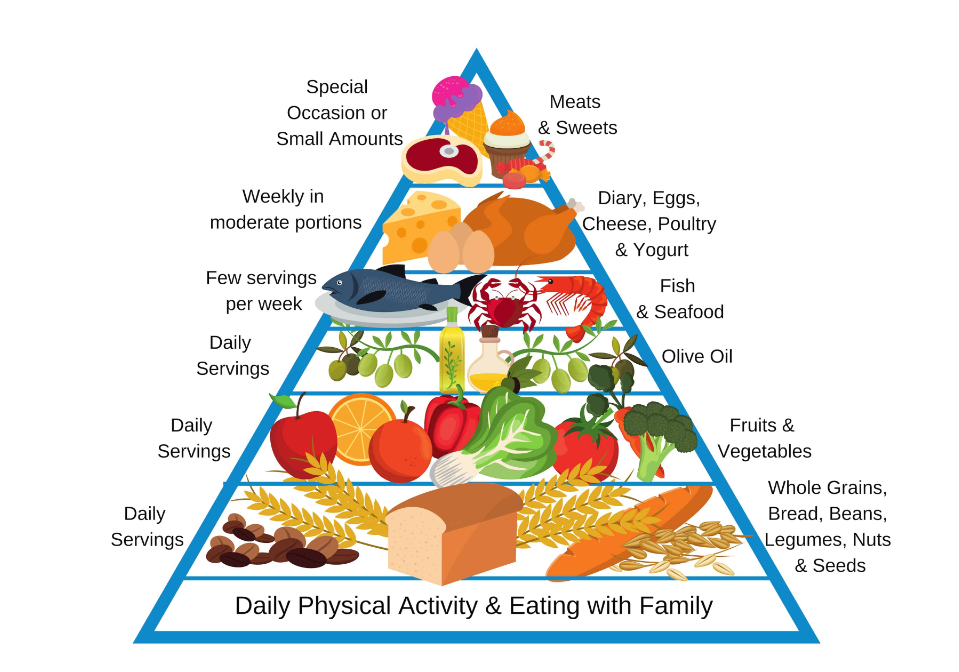 Special
Occasion or
Small Amounts
Meats
& Sweets
Weekly in
moderate portions
Diary, Eggs,
Cheese, Poultry
& Yogurt
Few servings
per week
Fish
& Seafood
Daily
Servings
Olive Oil
Daily
Servings
Fruits &
Vegetables
Daily
Servings
Whole Grains,
Bread, Beans,
Legumes, Nuts
& Seeds
Daily Physical Activity & Eating with Family